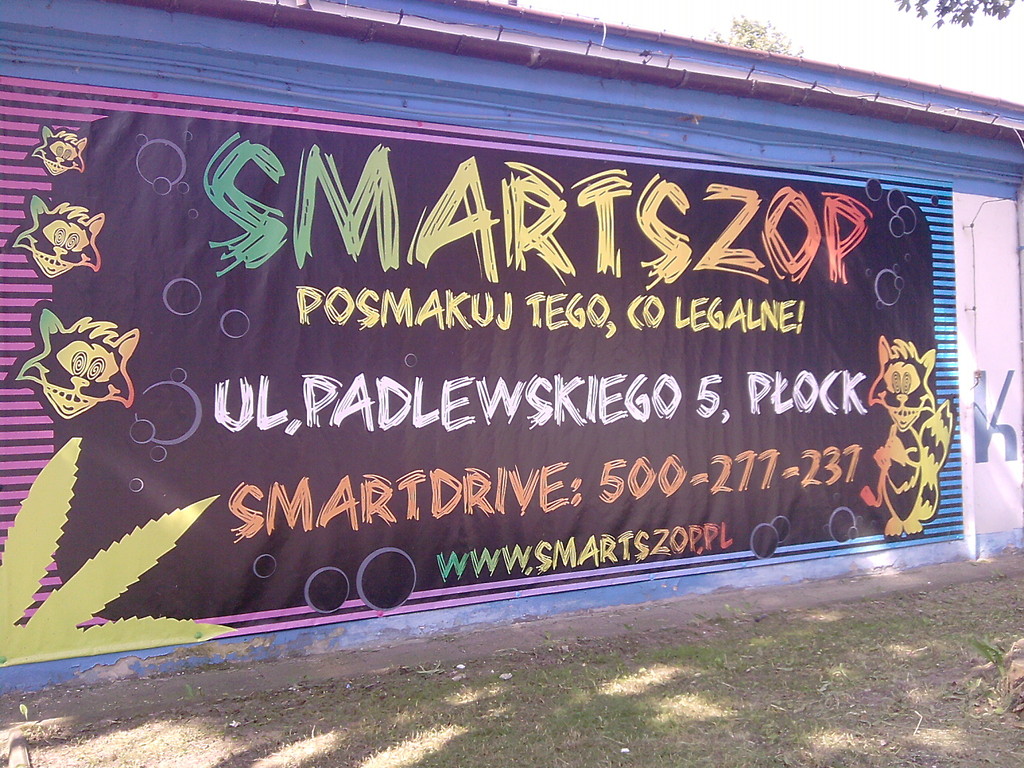 SMARTSZOP
POSMAKUJ TEGO, CO LEGALNE!
UL.PADLEWSKIEGO 5, PŁOCK
SMARTDRIVE: 500-277-237
WWW.SMARTSZOP.PL
K